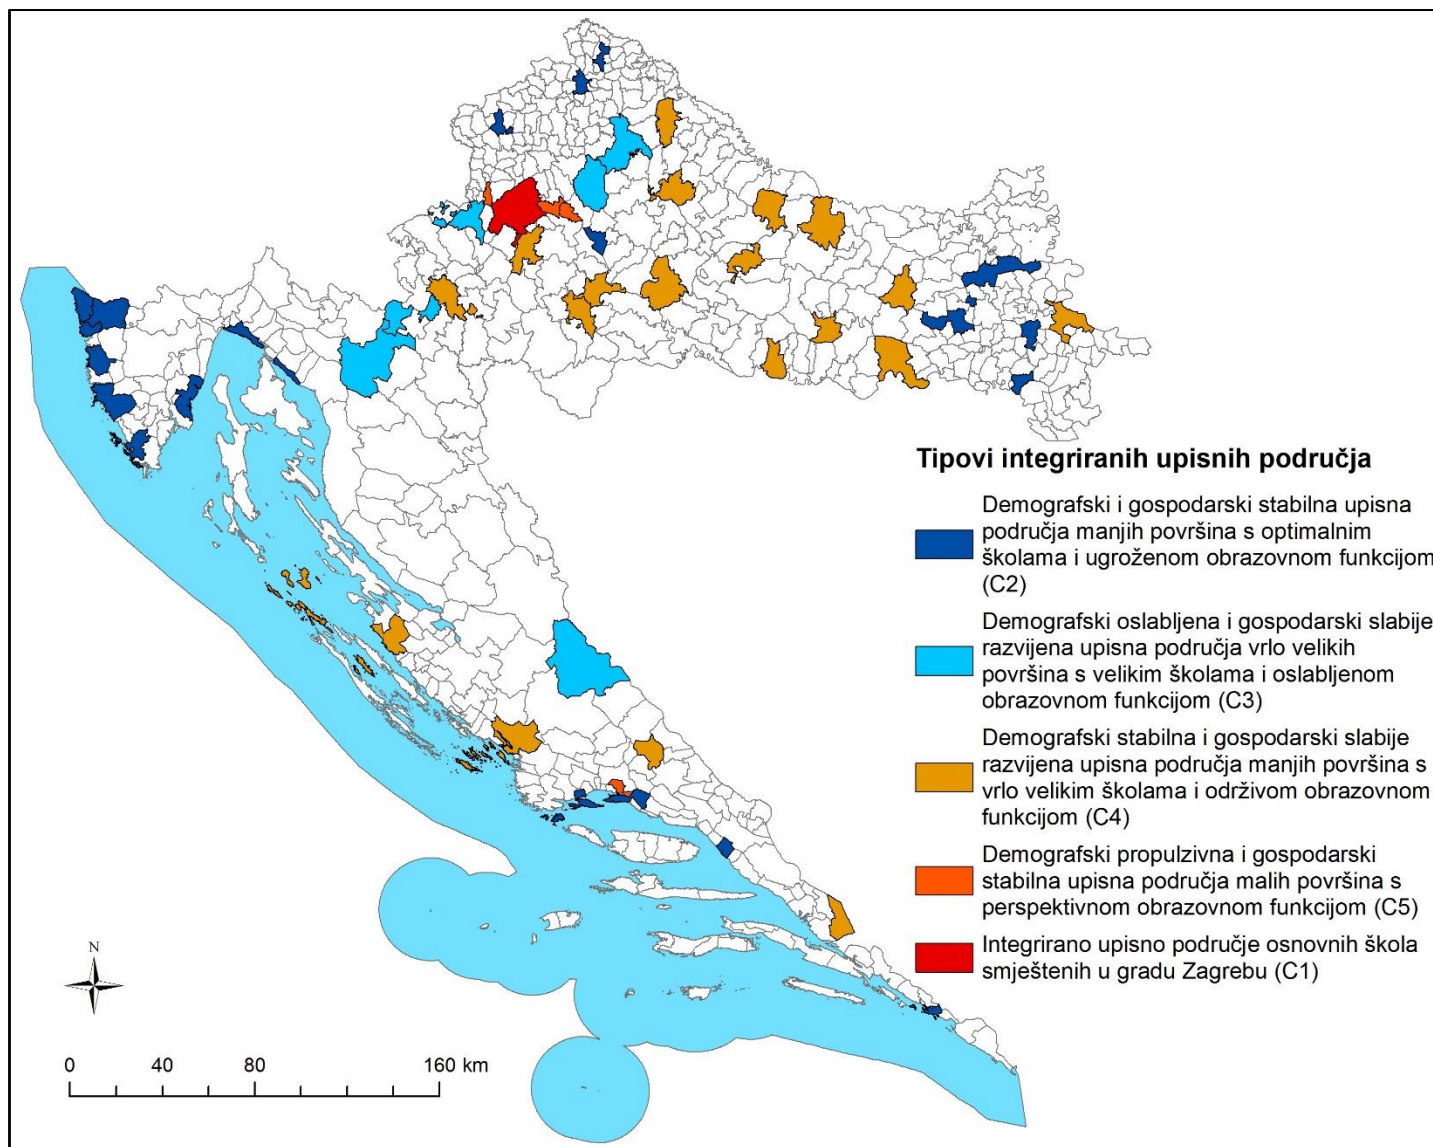 Tipovi integriranih upisnih područja
Demografski i gospodarski stabilna upisna
područja manjih površina s optimalnim
školama i ugroženom obrazovnom funkcijom
(C2)
Demografski oslabljena i gospodarski slabije
razvijena upisna područja vrlo velikih
površina s velikim školama i oslabljenom
obrazovnom funkcijom (C3)
Demografski stabilna i gospodarski slabije
razvijena upisna područja manjih površina s
vrlo velikim školama i održivom obrazovnom
funkcijom (C4)
Demografski propulzivna i gospodarski
stabilna upisna područja malih površina s
perspektivnom obrazovnom funkcijom (C5)
Integrirano upisno područje osnovnih škola
smještenih u gradu Zagrebu (C1)
N
0 40 80 160 km